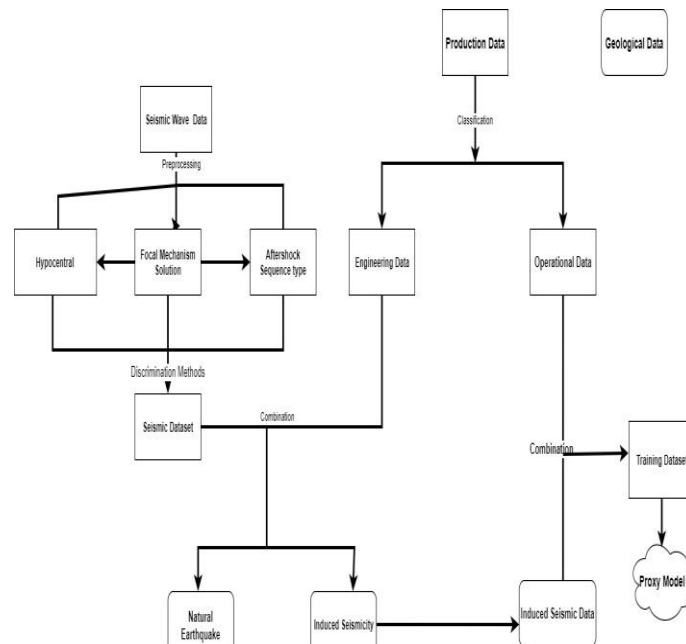 Production Data
Geological Data
Classification
Seismic Wave Data
Preprocessing
Hypocentral
Focal Mechanism
Solution
Aftershock
Sequence type
Engineering Data
Operational Data
Discrimination Methods
Seismic Dataset
Combination
Combination
Training Dataset
Proxy Model
Natural
Earthquake
Induced Seismicity
Induced Seismic Data